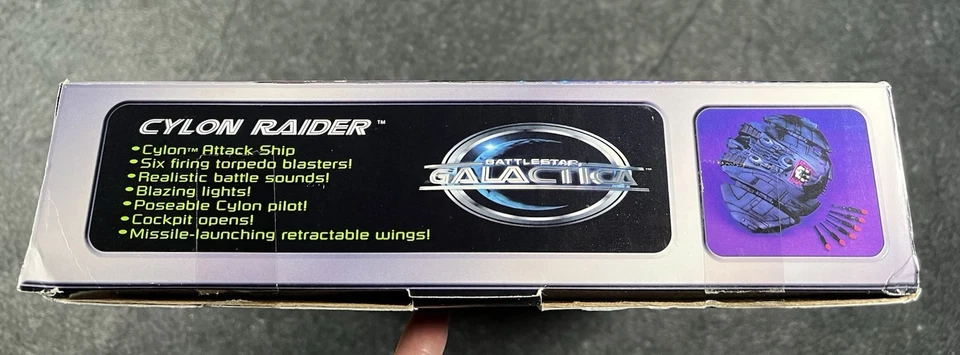 CYLON RAIDER™
•Cylon™ Attack Ship
•Six firing torpedo blasters!
•Realistic battle sounds!
•Blazing lights!
•Poseable Cylon pilot!
•Cockpit opens!
•Missile-launching retractable wings!
BATTLESTAR
GALACTICA™